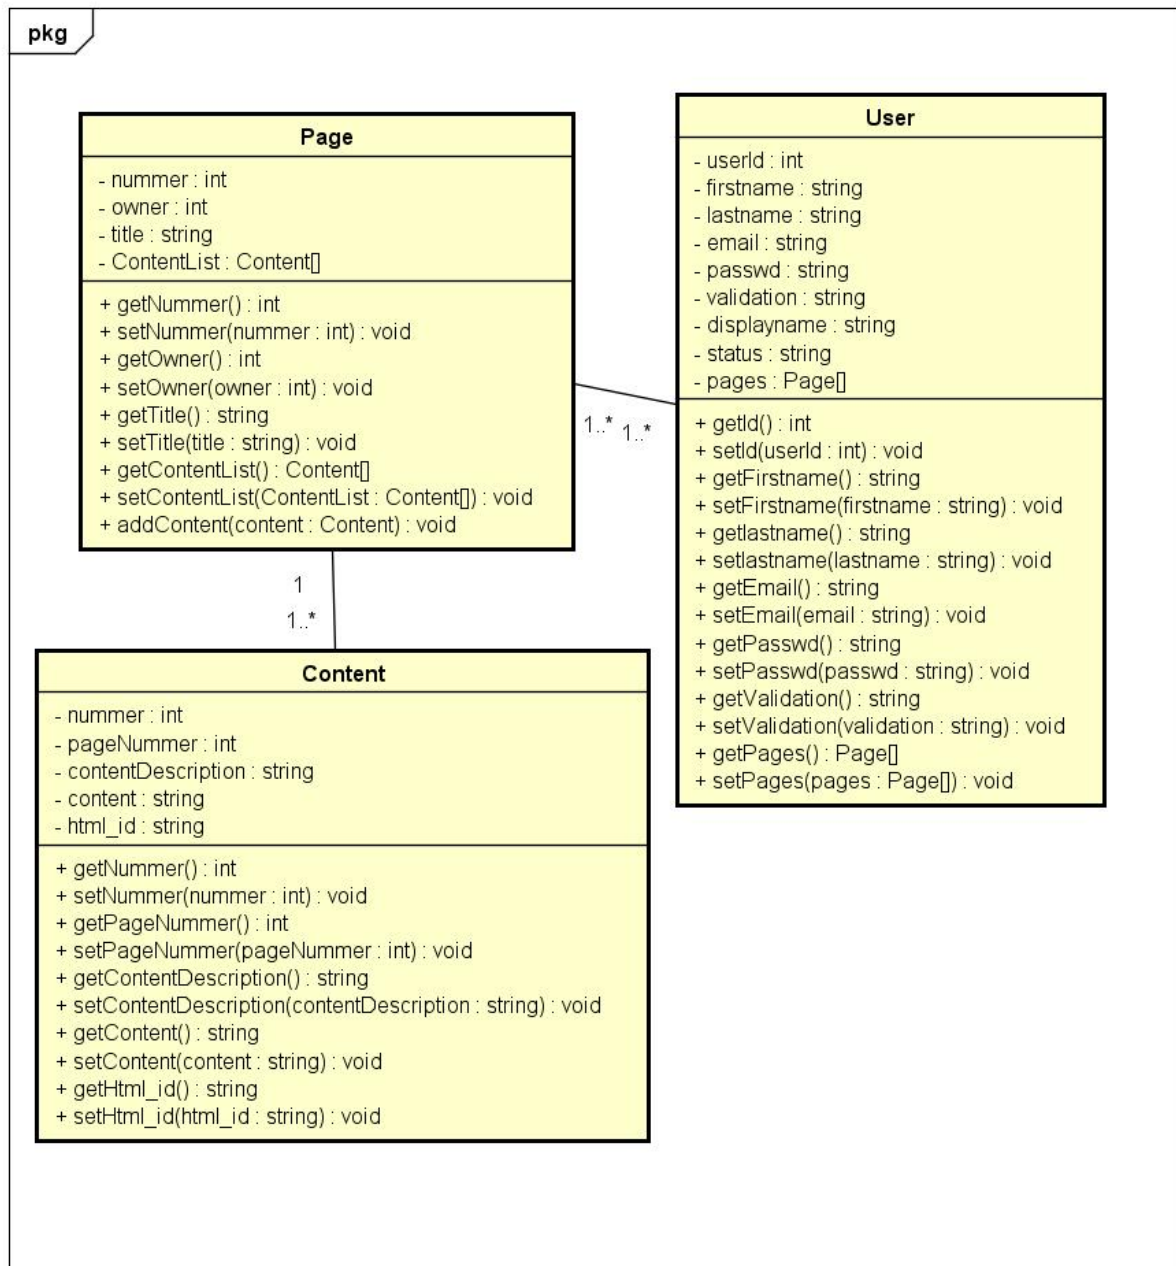 pkg
Page
- nummer : int
- owner : int
- title : string
- ContentList : Content[]
+ getNummer() : int
+ setNummer(nummer : int) : void
+ getOwner() : int
+ setOwner(owner : int) : void
+ getTitle() : string
+ setTitle(title : string) : void
+ getContentList() : Content[]
+ setContentList(ContentList : Content[]) : void
+ addContent(content : Content) : void
User
- userId : int
- firstname : string
- lastname : string
- email : string
- passwd : string
- validation : string
- displayname : string
- status : string
- pages : Page[]
+ getId() : int
+ setId(userId : int) : void
+ getFirstname() : string
+ setFirstname(firstname : string) : void
+ getlastname() : string
+ setlastname(lastname : string) : void
+ getEmail() : string
+ setEmail(email : string) : void
+ getPasswd() : string
+ setPasswd(passwd : string) : void
+ getValidation() : string
+ setValidation(validation : string) : void
+ getPages() : Page[]
+ setPages(pages : Page[]) : void
1..* 1..*
1
1..*
Content
- nummer : int
- pageNummer : int
- contentDescription : string
- content : string
- html_id : string
+ getNummer() : int
+ setNummer(nummer : int) : void
+ getPageNummer() : int
+ setPageNummer(pageNummer : int) : void
+ getContentDescription() : string
+ setContentDescription(contentDescription : string) : void
+ getContent() : string
+ setContent(content : string) : void
+ getHtml_id() : string
+ setHtml_id(html_id : string) : void